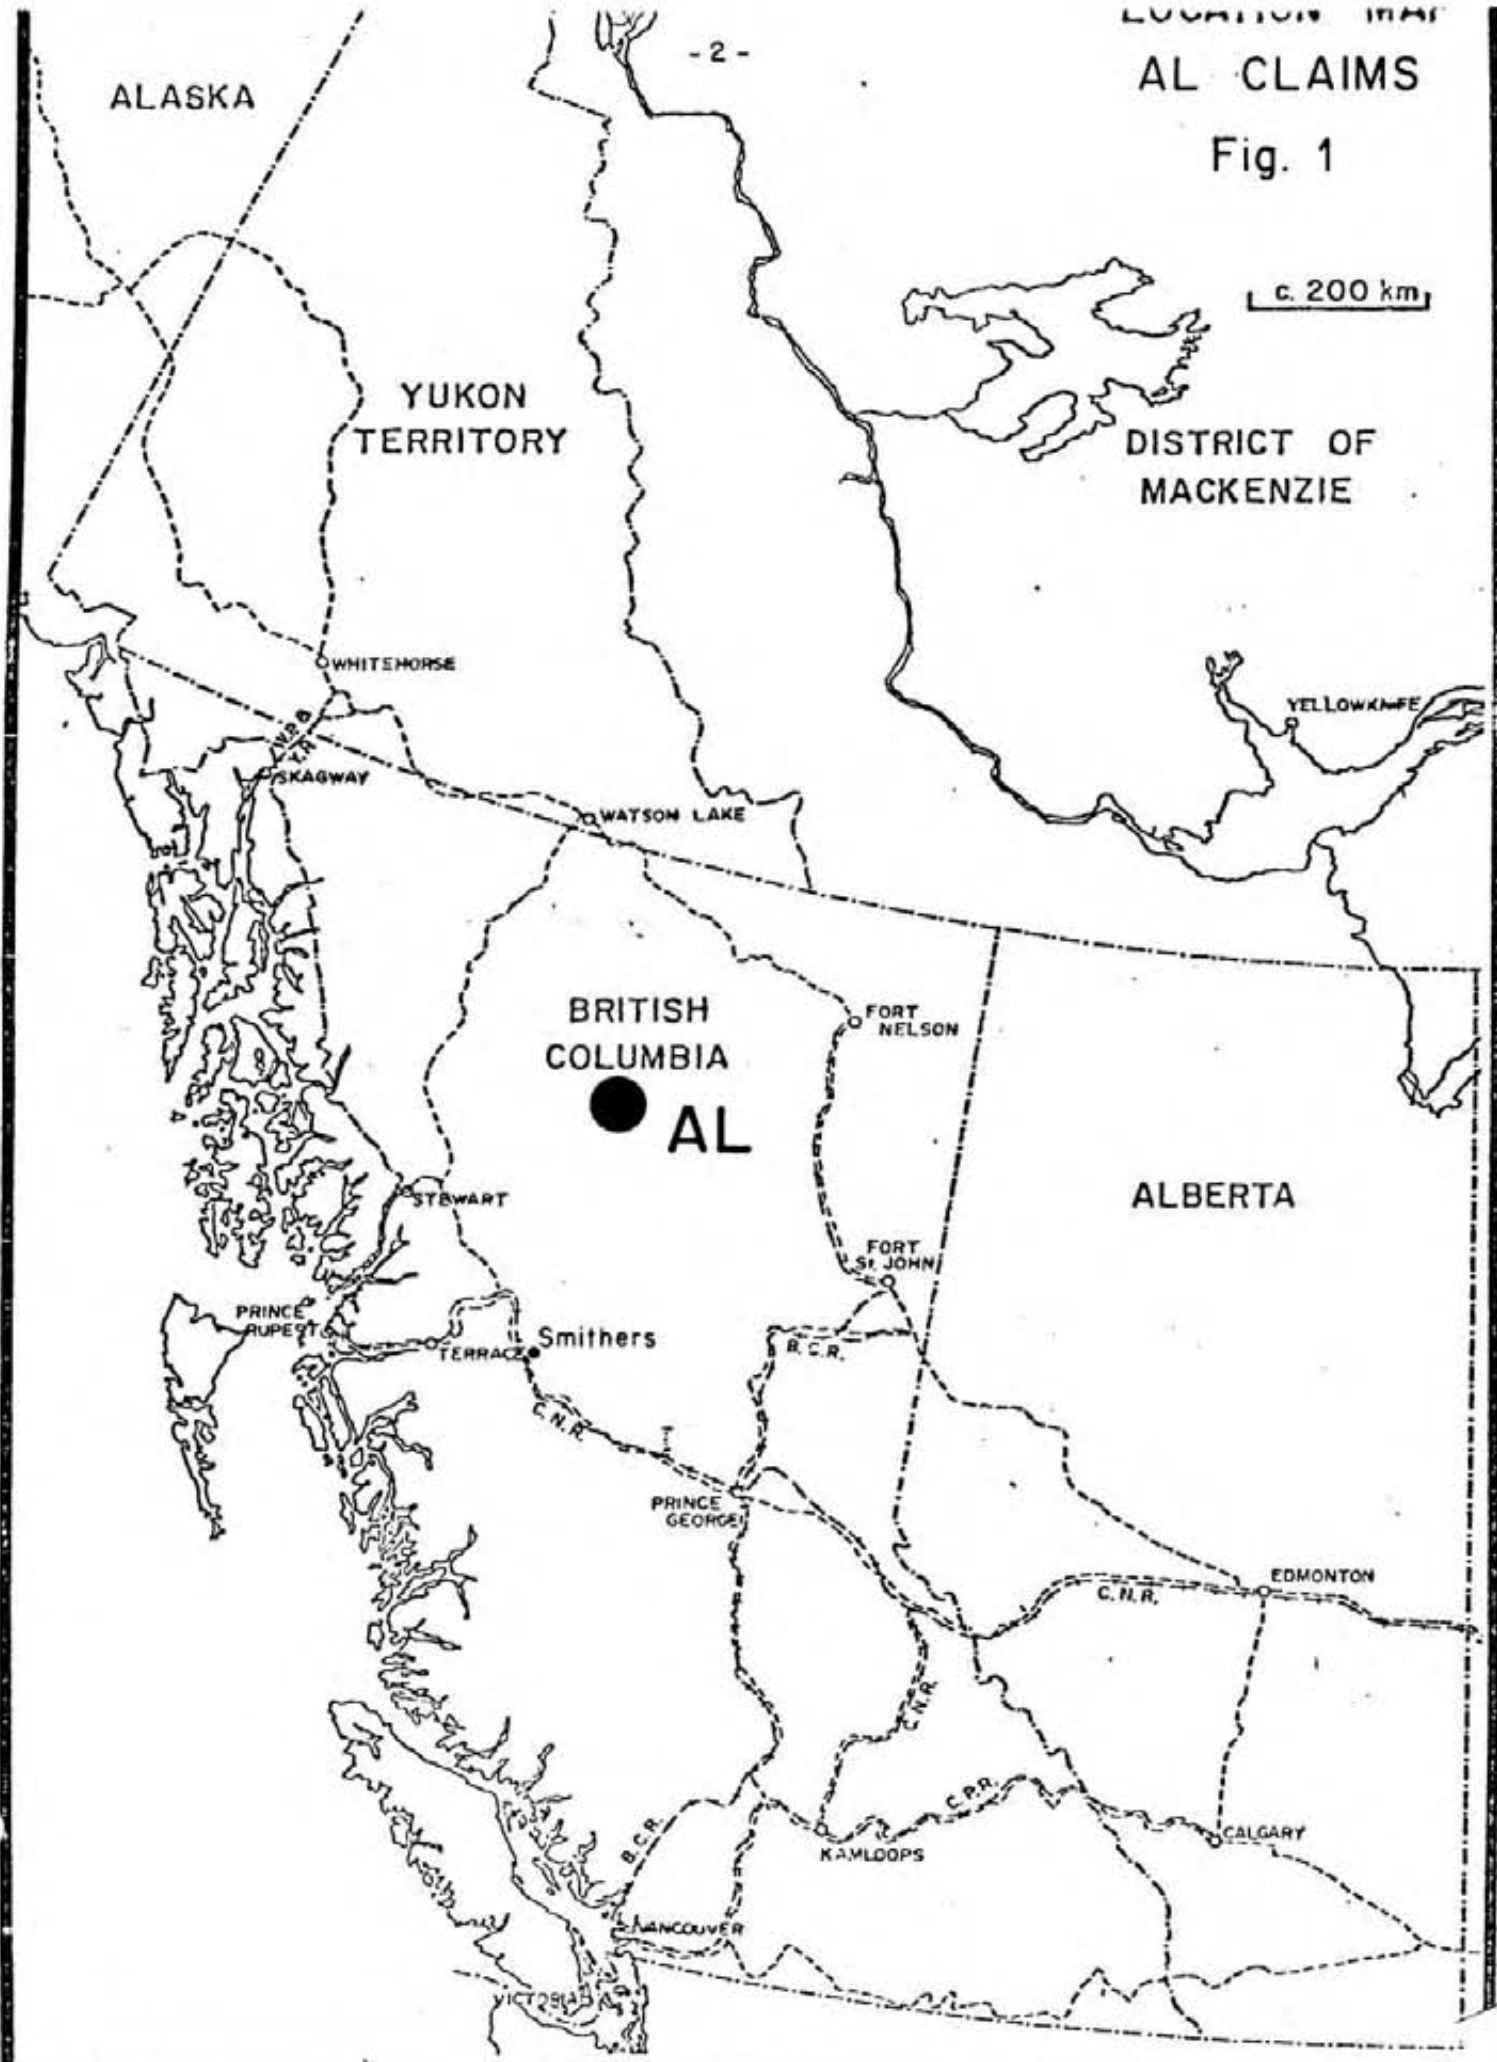 - 2 -
LOCATION MAP
AL CLAIMS
Fig. 1
ALASKA
c. 200 km
YUKON
TERRITORY
DISTRICT OF
MACKENZIE
WHITEHORSE
YELLOWKNIFE
W.P. &
Y.R.
SKAGWAY
WATSON LAKE
BRITISH
COLUMBIA
FORT
NELSON
AL
ALBERTA
STEWART
FORT
St. JOHN
PRINCE
RUPERT
TERRACE
Smithers
B.C.R.
C.N.R.
PRINCE
GEORGE
EDMONTON
C.N.R.
C.N.R.
C.P.R.
B.C.R.
KAMLOOPS
CALGARY
VANCOUVER
VICTORIA